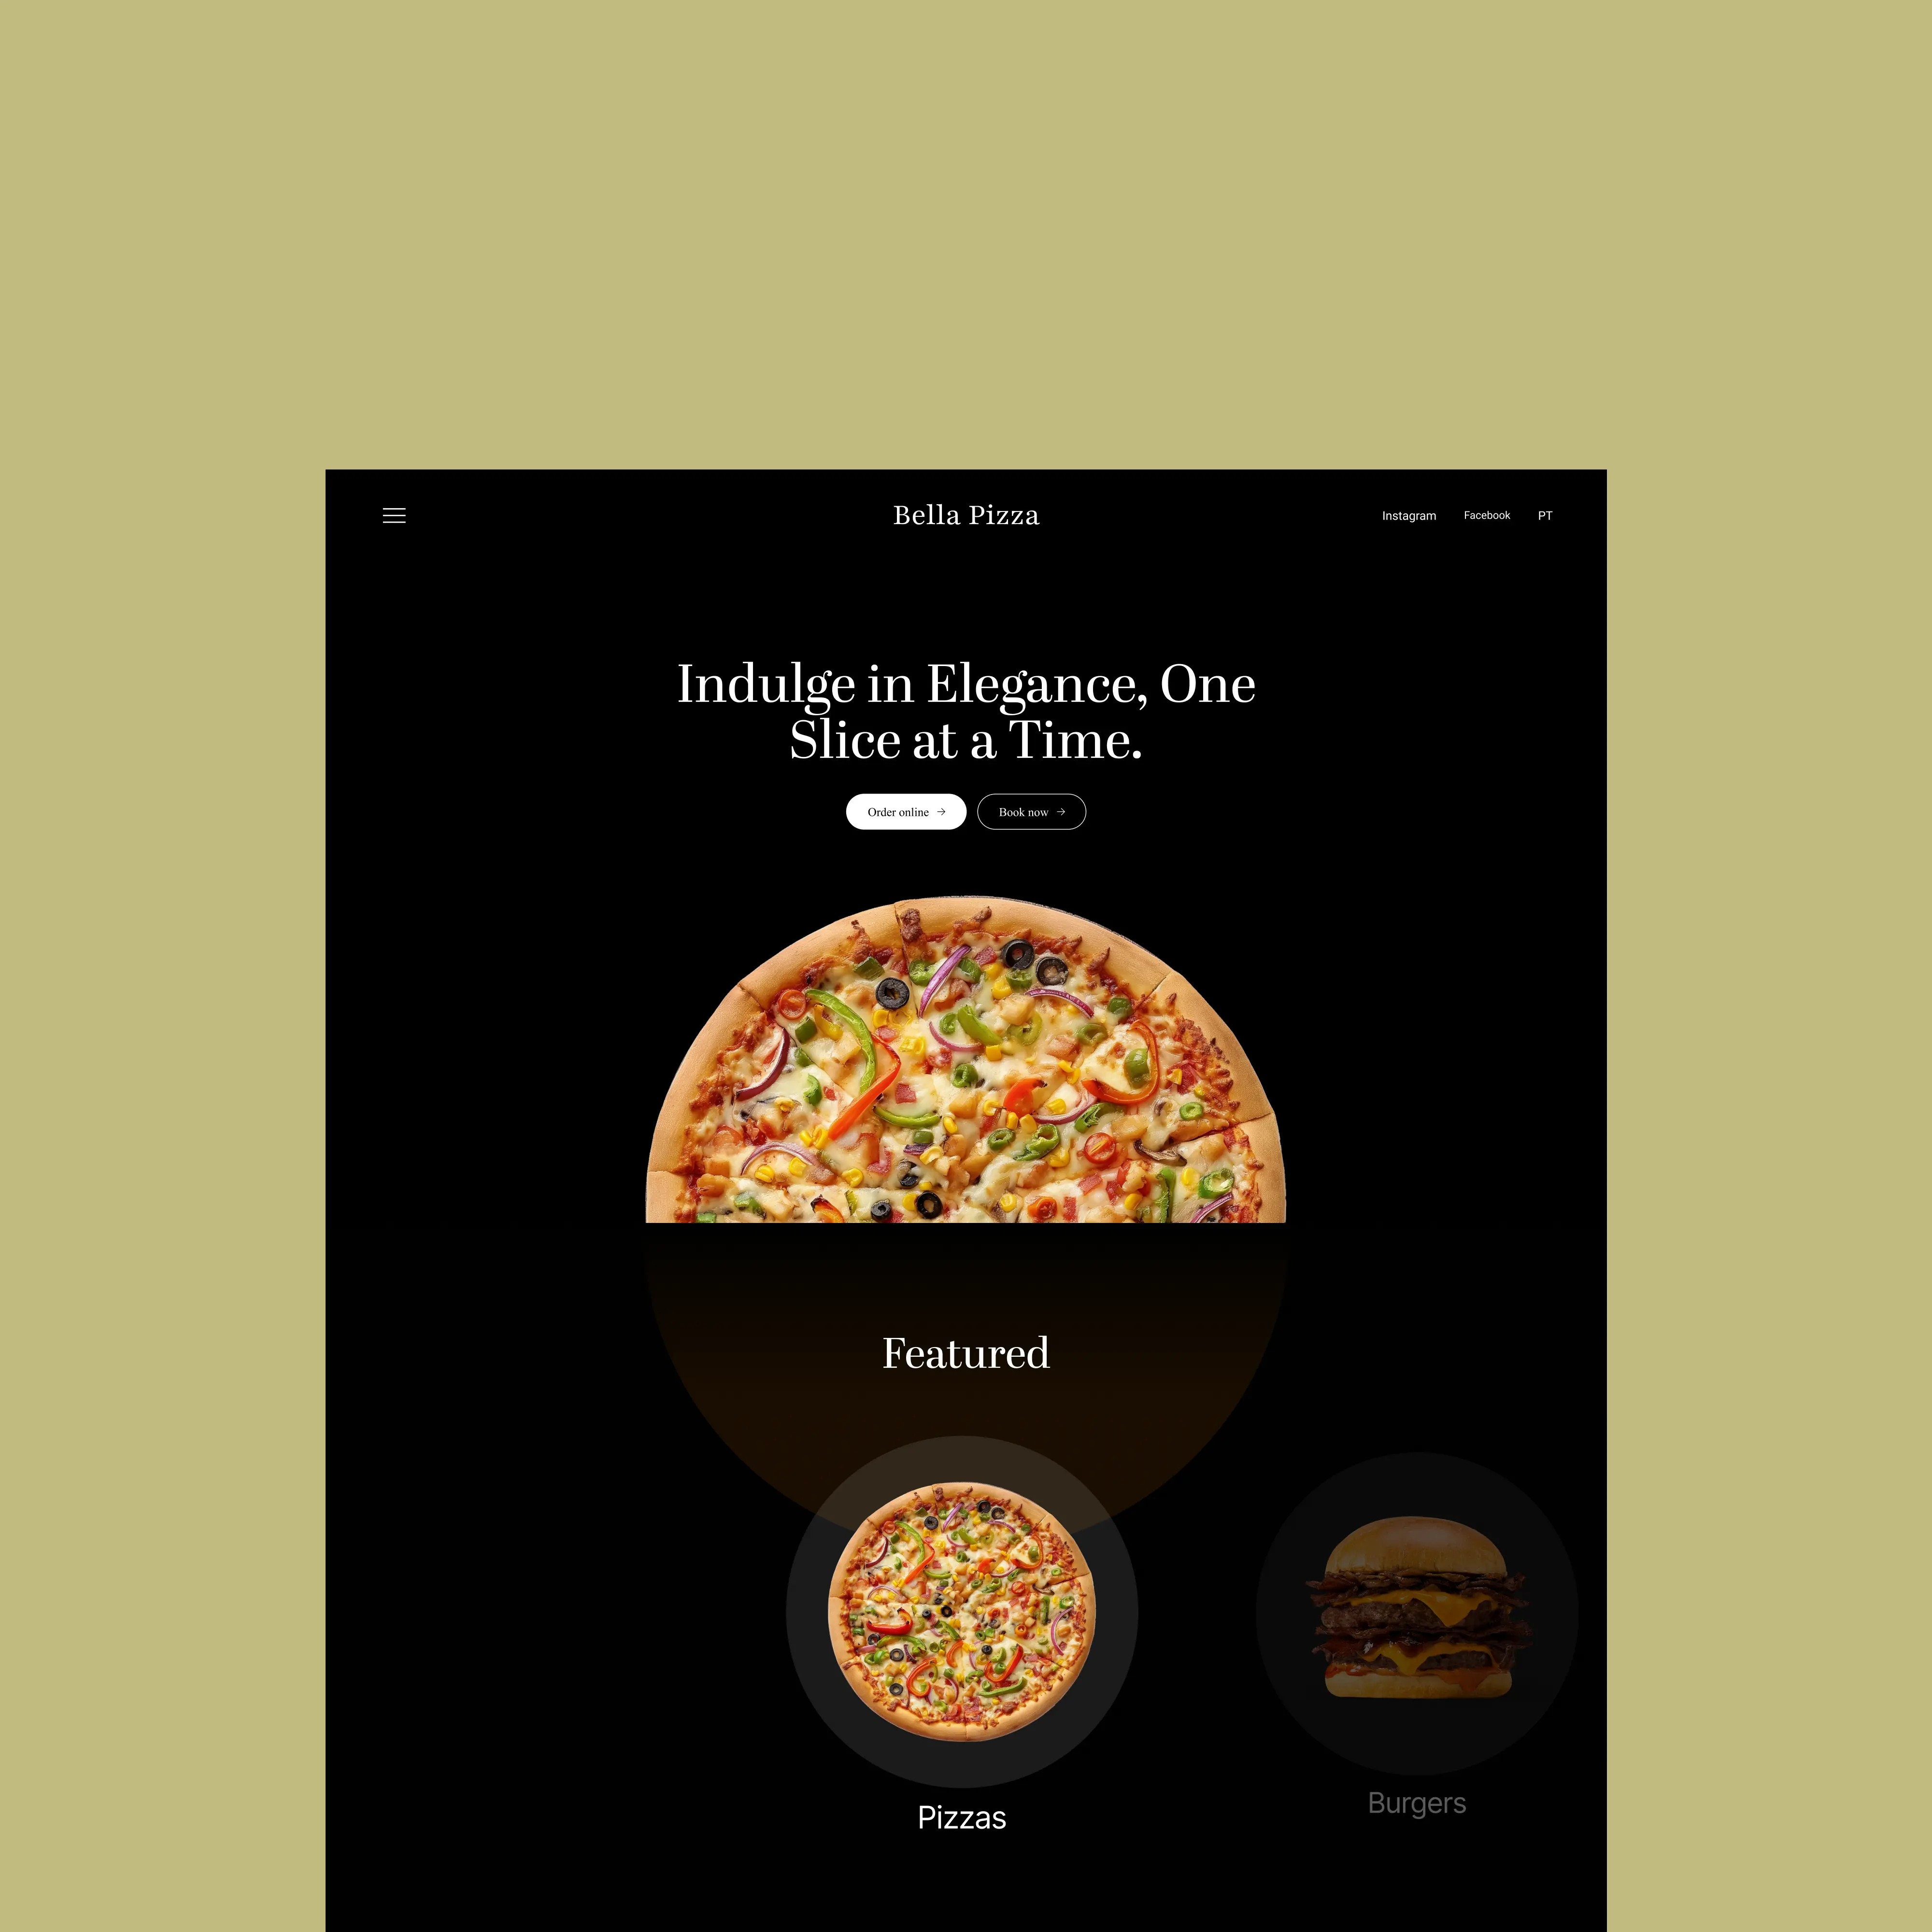 Bella Pizza
Instagram Facebook PT
Indulge in Elegance, One
Slice at a Time.
Order online → Book now →
Featured
Pizzas
Burgers